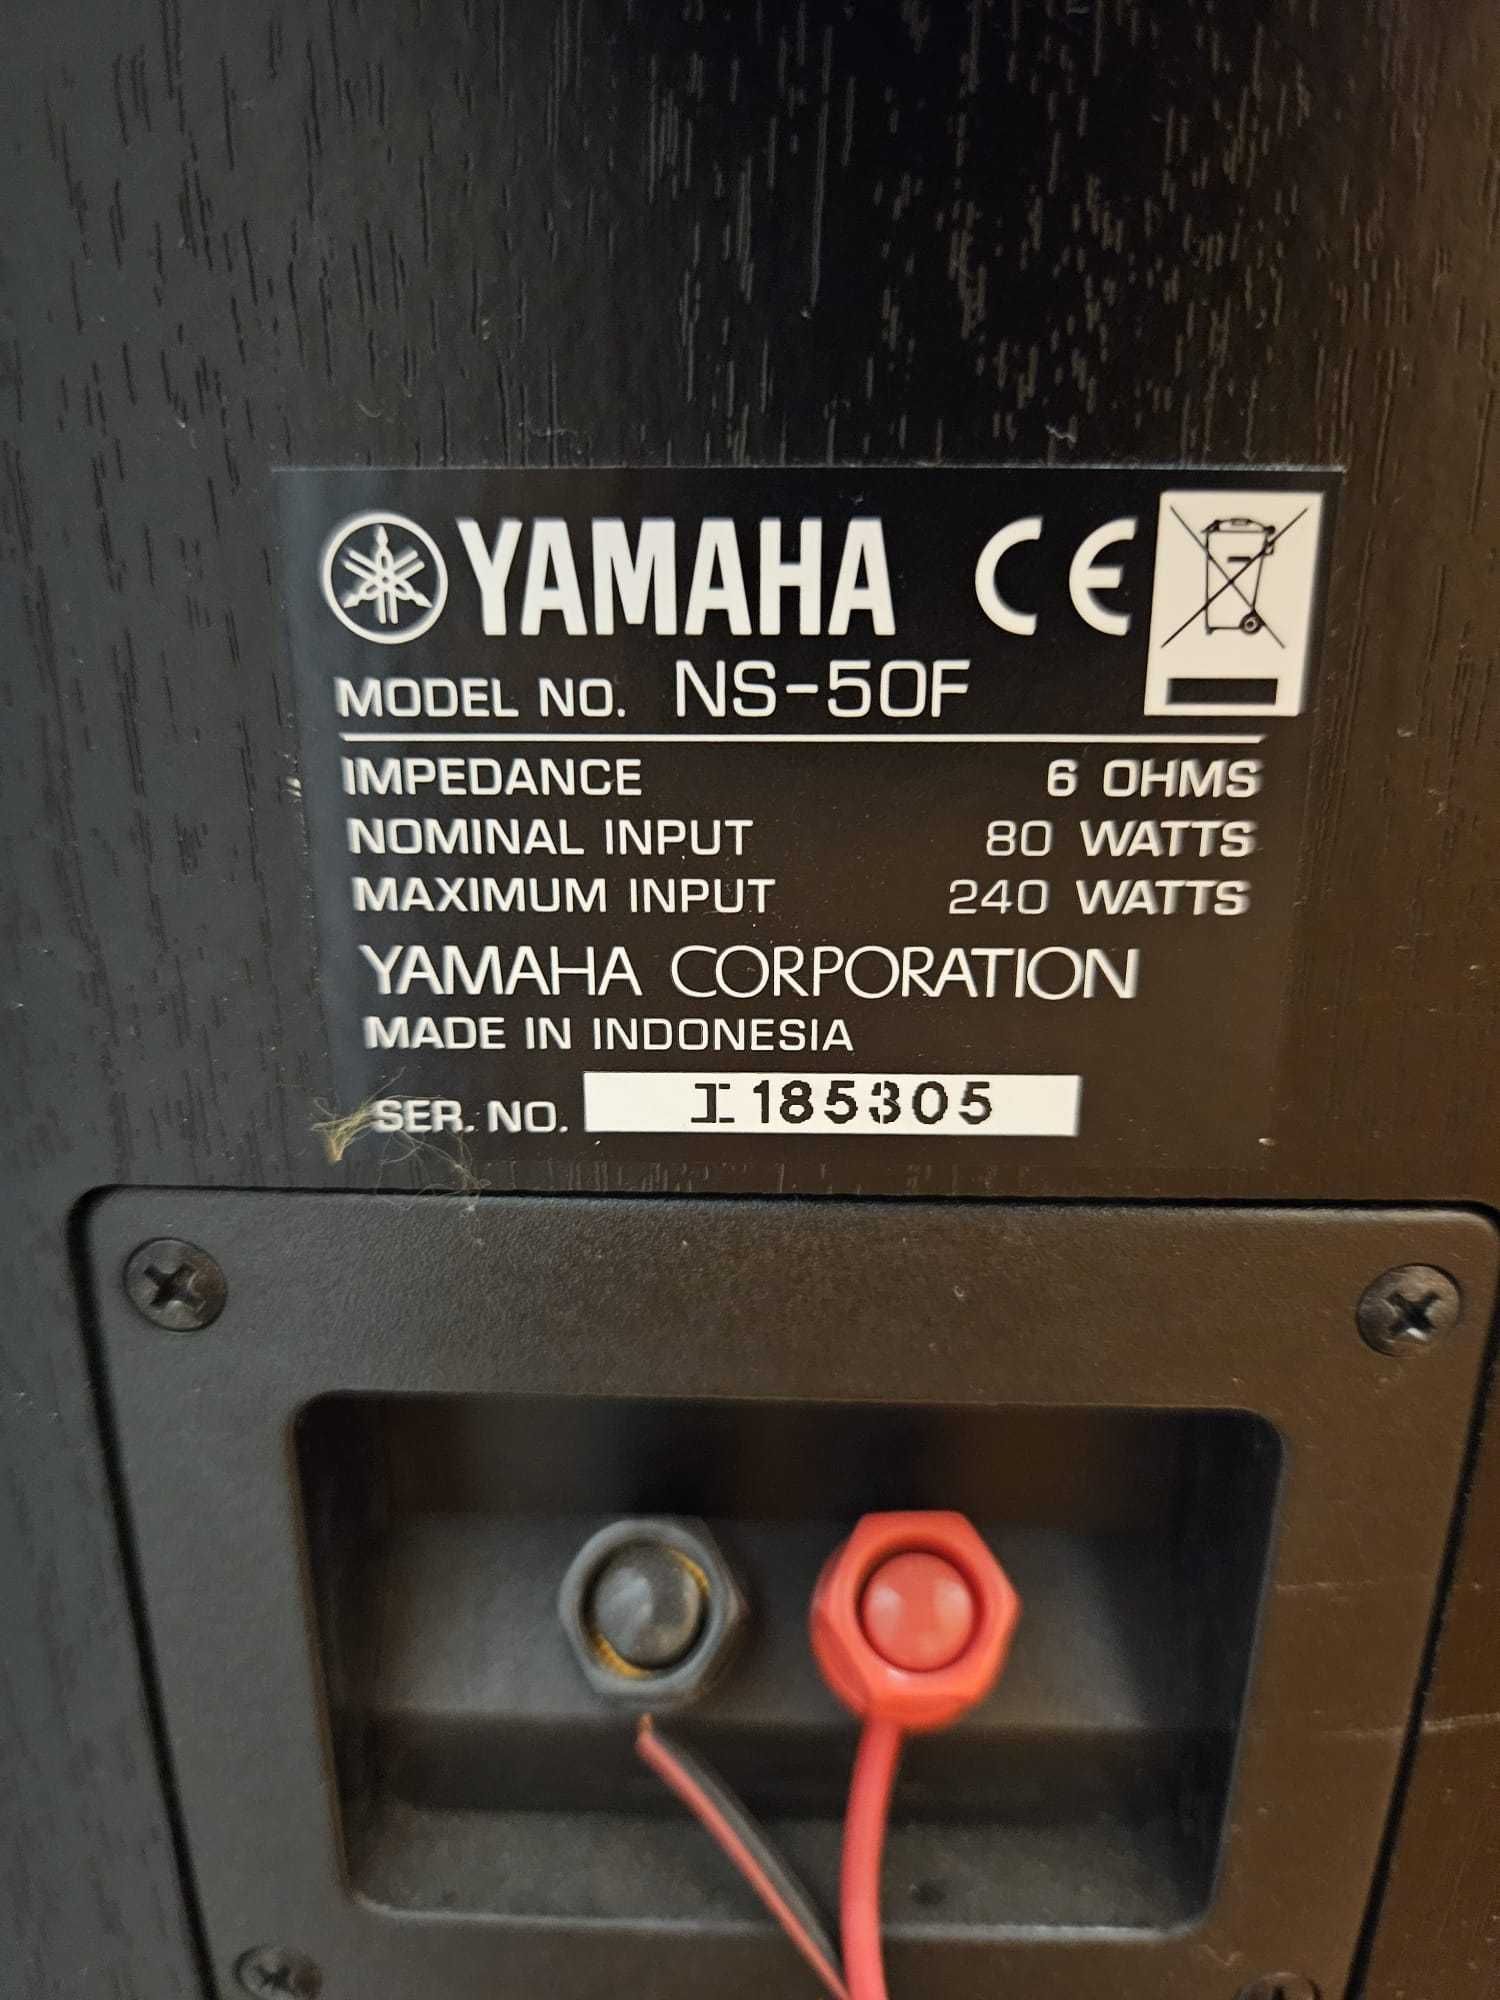 YAMAHA CE
MODEL NO. NS-50F
IMPEDANCE 6 OHMS
NOMINAL INPUT 80 WATTS
MAXIMUM INPUT 240 WATTS
YAMAHA CORPORATION
MADE IN INDONESIA
SER. NO. I185305